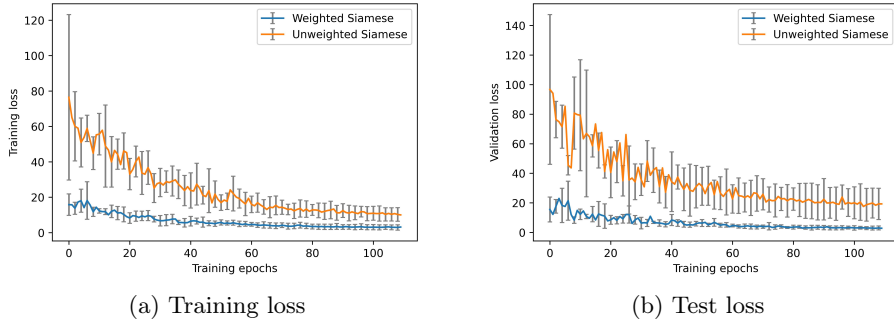 Weighted Siamese
Unweighted Siamese
Training loss
120
100
80
60
40
20
0
0 20 40 60 80 100
Training epochs
(a) Training loss
Weighted Siamese
Unweighted Siamese
Validation loss
140
120
100
80
60
40
20
0
0 20 40 60 80 100
Training epochs
(b) Test loss